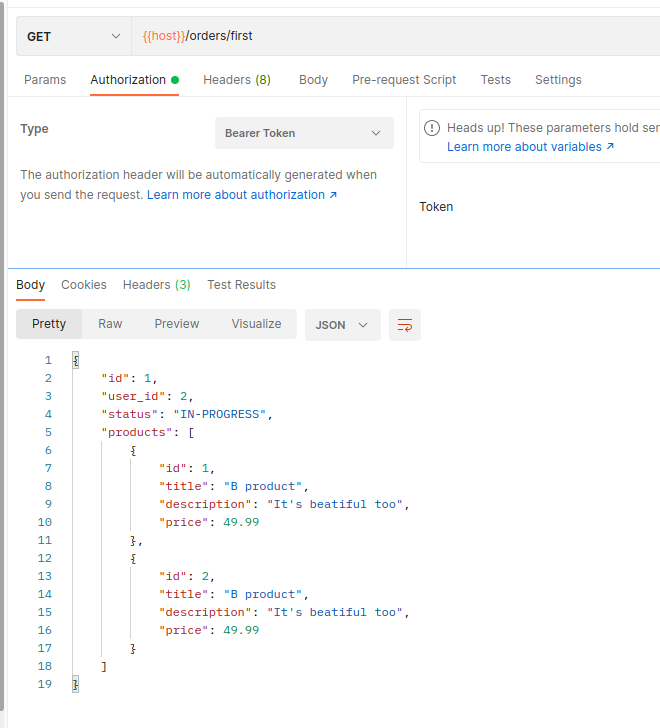 GET {{host}}/orders/first
Params Authorization Headers (8) Body Pre-request Script Tests Settings
Type Bearer Token
The authorization header will be automatically generated when
you send the request. Learn more about authorization ↗
Heads up! These parameters hold
Learn more about variables ↗
Token
Body Cookies Headers (3) Test Results
Pretty Raw Preview Visualize JSON
1 {
2 "id": 1,
3 "user_id": 2,
4 "status": "IN-PROGRESS",
5 "products": [
6 {
7 "id": 1,
8 "title": "B product",
9 "description": "It's beatiful too",
10 "price": 49.99
11 },
12 {
13 "id": 2,
14 "title": "B product",
15 "description": "It's beatiful too",
16 "price": 49.99
17 }
18 ]
19 }